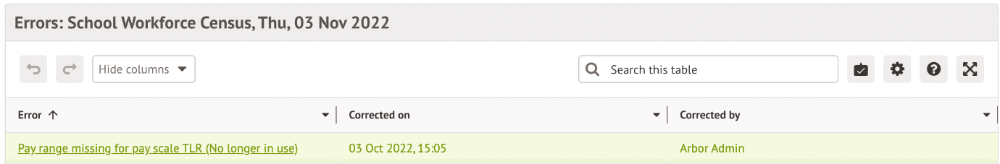 Errors: School Workforce Census, Thu, 03 Nov 2022
Hide columns
Search this table
Error Corrected on Corrected by
Pay range missing for pay scale TLR (No longer in use) 03 Oct 2022, 15:05 Arbor Admin